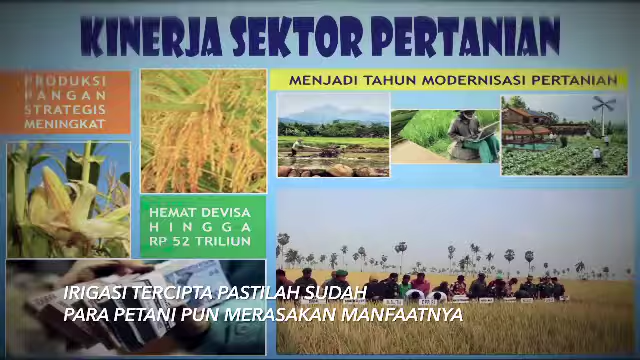 KINERJA SEKTOR PERTANIAN
PRODUKSI
PANGAN
STRATEGIS
MENINGKAT
MENJADI TAHUN MODERNISASI PERTANIAN
HEMAT DEVISA
HINGGA
RP 52 TRILIUN
IRIGASI TERCIPTA PASTILAH SUDAH
PARA PETANI PUN MERASAKAN MANFAATNYA